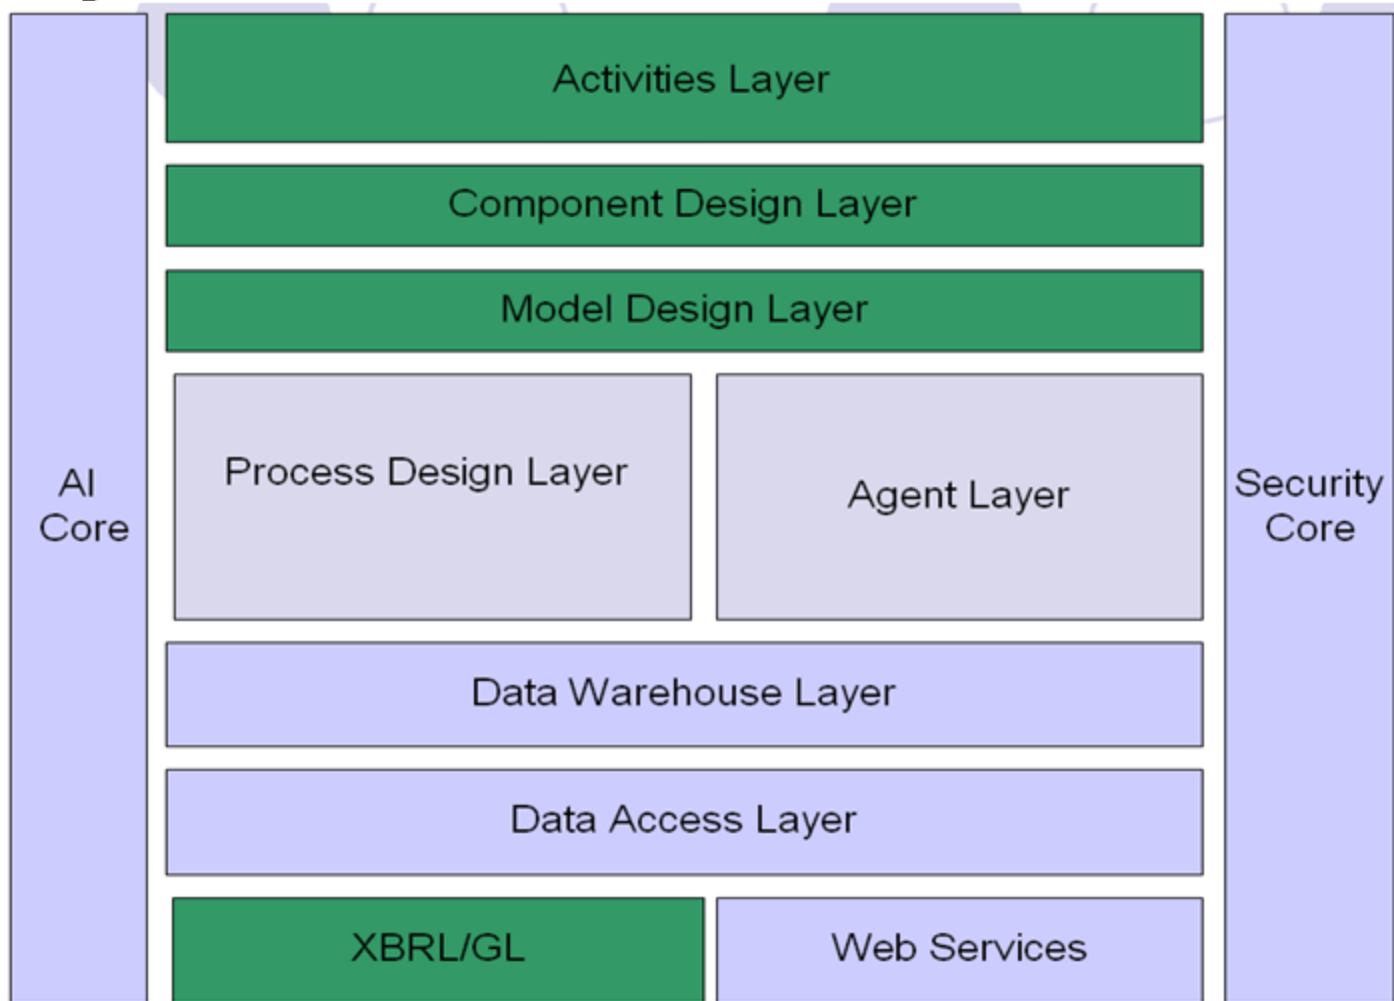 Activities Layer
Component Design Layer
Model Design Layer
Process Design Layer
Agent Layer
AI
Core
Security
Core
Data Warehouse Layer
Data Access Layer
XBRL/GL
Web Services